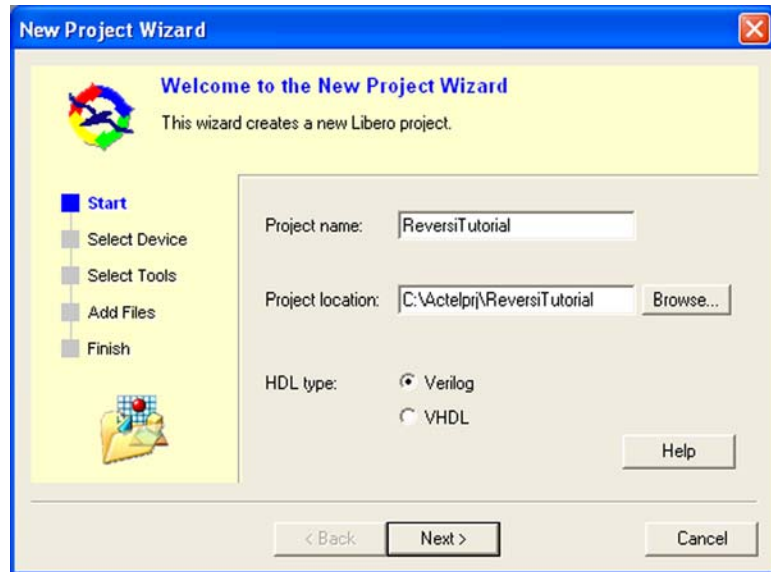 New Project Wizard
Welcome to the New Project Wizard
This wizard creates a new Libero project.
Start
Select Device
Select Tools
Add Files
Finish
Project name: ReversiTutorial
Project location: C:\Actelprj\ReversiTutorial Browse...
HDL type: Verilog
VHDL
Help
< Back Next > Cancel